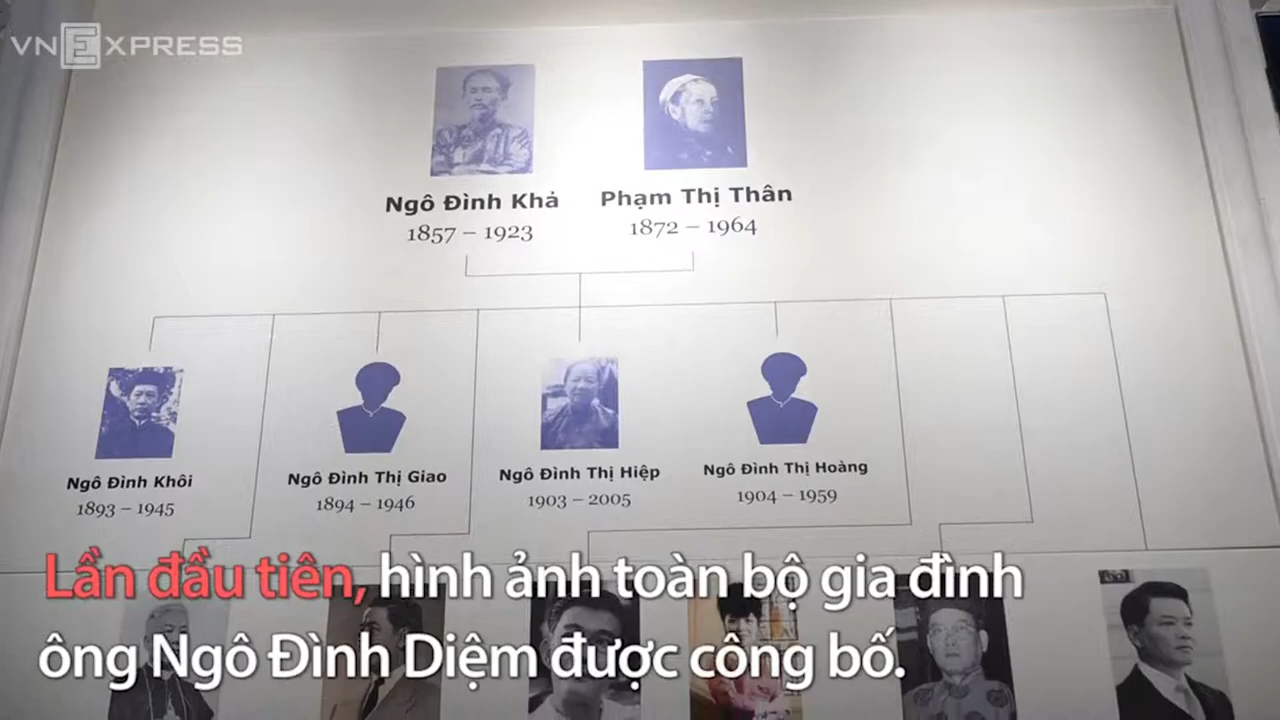 VNEXPRESS
Ngô Đình Khả
1857 – 1923
Phạm Thị Thân
1872 – 1964
Ngô Đình Khôi
1893 – 1945
Ngô Đình Thị Giao
1894 – 1946
Ngô Đình Thị Hiệp
1903 – 2005
Ngô Đình Thị Hoàng
1904 – 1959
Lần đầu tiên, hình ảnh toàn bộ gia đình
ông Ngô Đình Diệm được công bố.